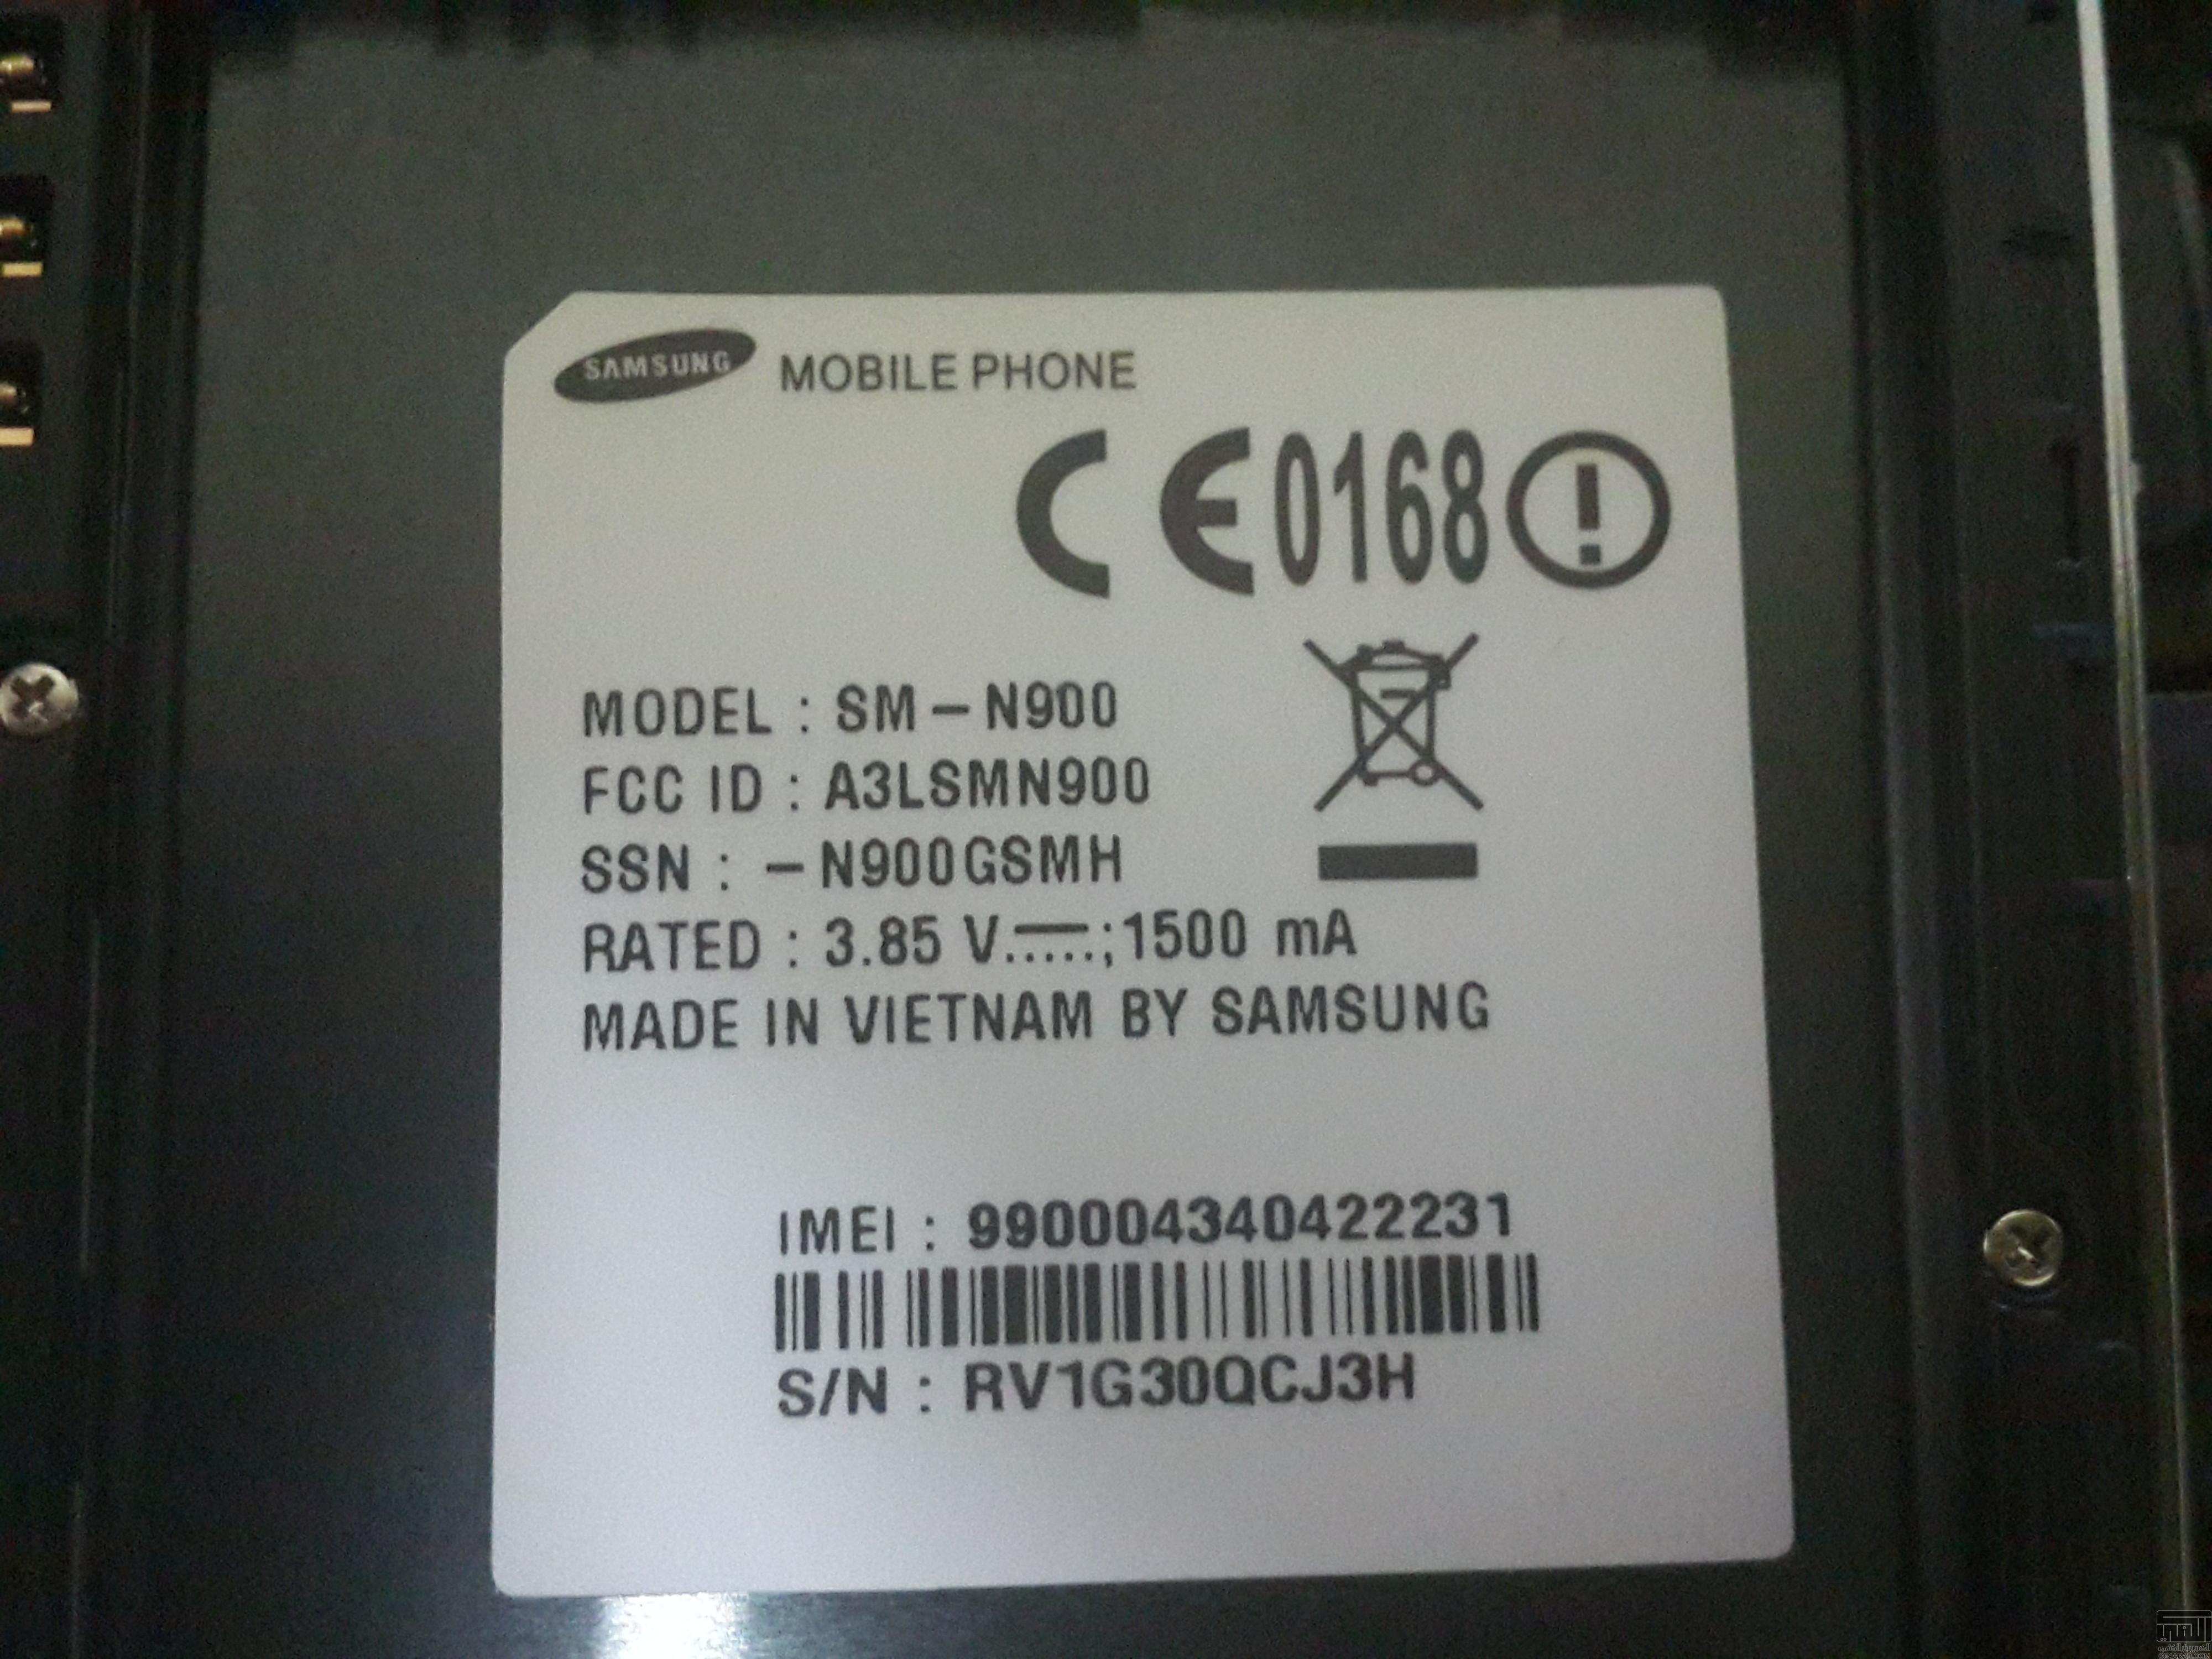 SAMSUNG MOBILE PHONE
CE0168
MODEL : SM-N900
FCC ID : A3LSMN900
SSN : -N900GSMH
RATED : 3.85 V⎓;1500 mA
MADE IN VIETNAM BY SAMSUNG
IMEI : 990004340422231
S/N : RV1G30QCJ3H